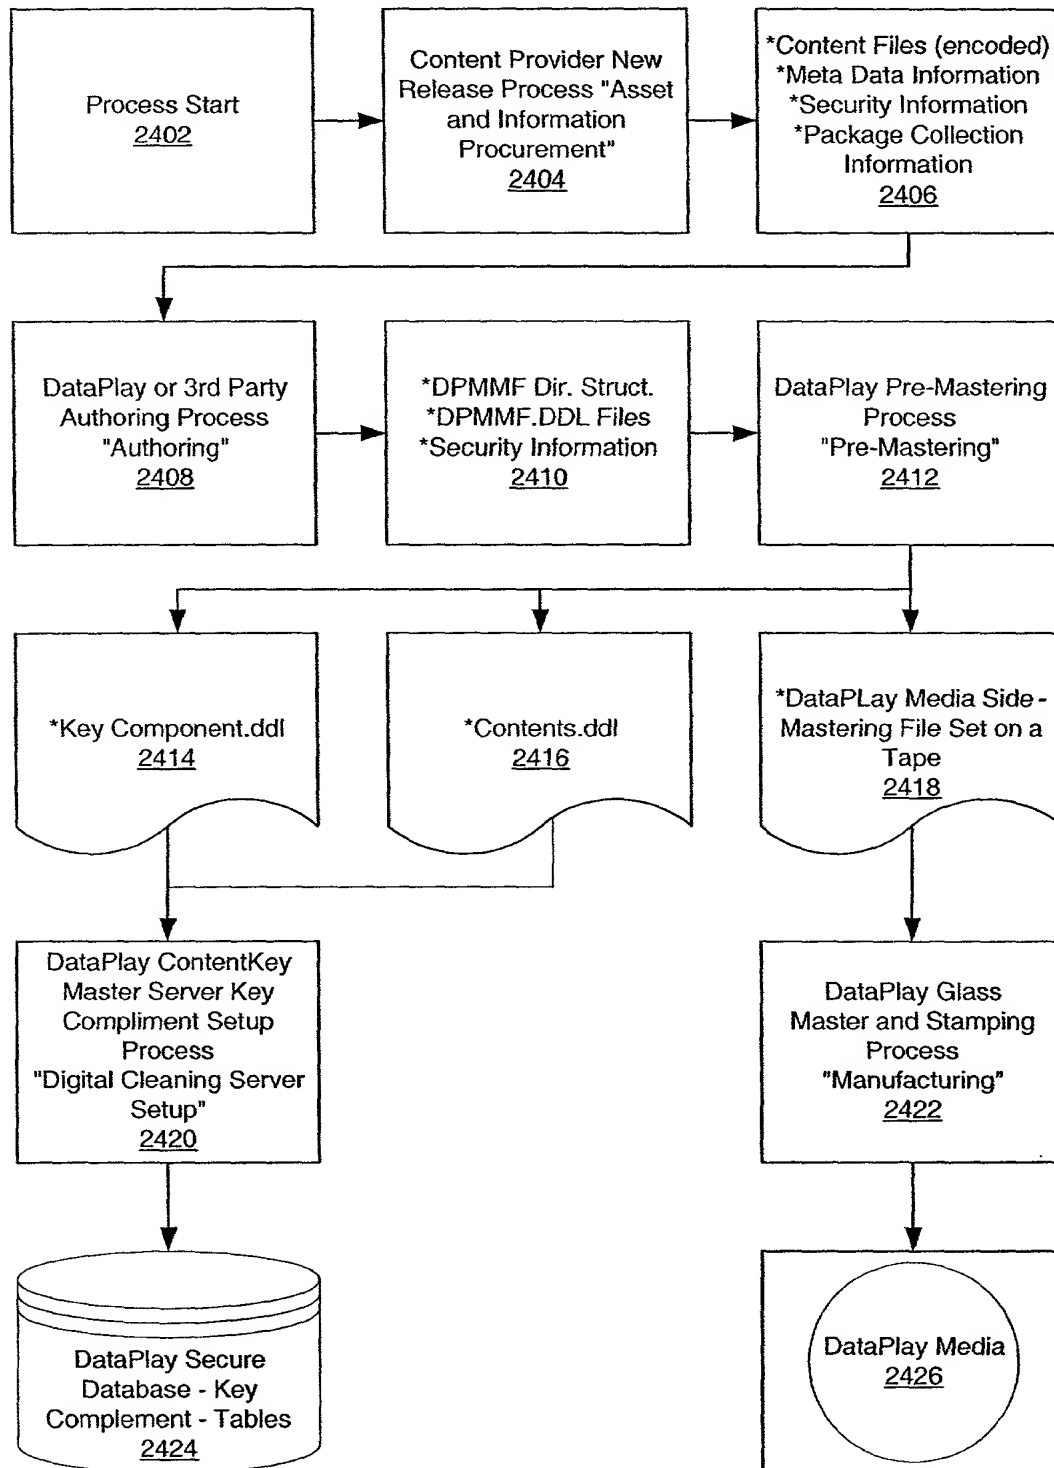 Process Start
2402
Content Provider New
Release Process "Asset
and Information
Procurement"
2404
*Content Files (encoded)
*Meta Data Information
*Security Information
*Package Collection
Information
2406
DataPlay or 3rd Party
Authoring Process
"Authoring"
2408
*DPMMF Dir. Struct.
*DPMMF.DDL Files
*Security Information
2410
DataPlay Pre-Mastering
Process
"Pre-Mastering"
2412
*Key Component.ddl
2414
*Contents.ddl
2416
*DataPLay Media Side -
Mastering File Set on a
Tape
2418
DataPlay ContentKey
Master Server Key
Compliment Setup
Process
"Digital Cleaning Server
Setup"
2420
DataPlay Glass
Master and Stamping
Process
"Manufacturing"
2422
DataPlay Secure
Database - Key
Complement - Tables
2424
DataPlay Media
2426